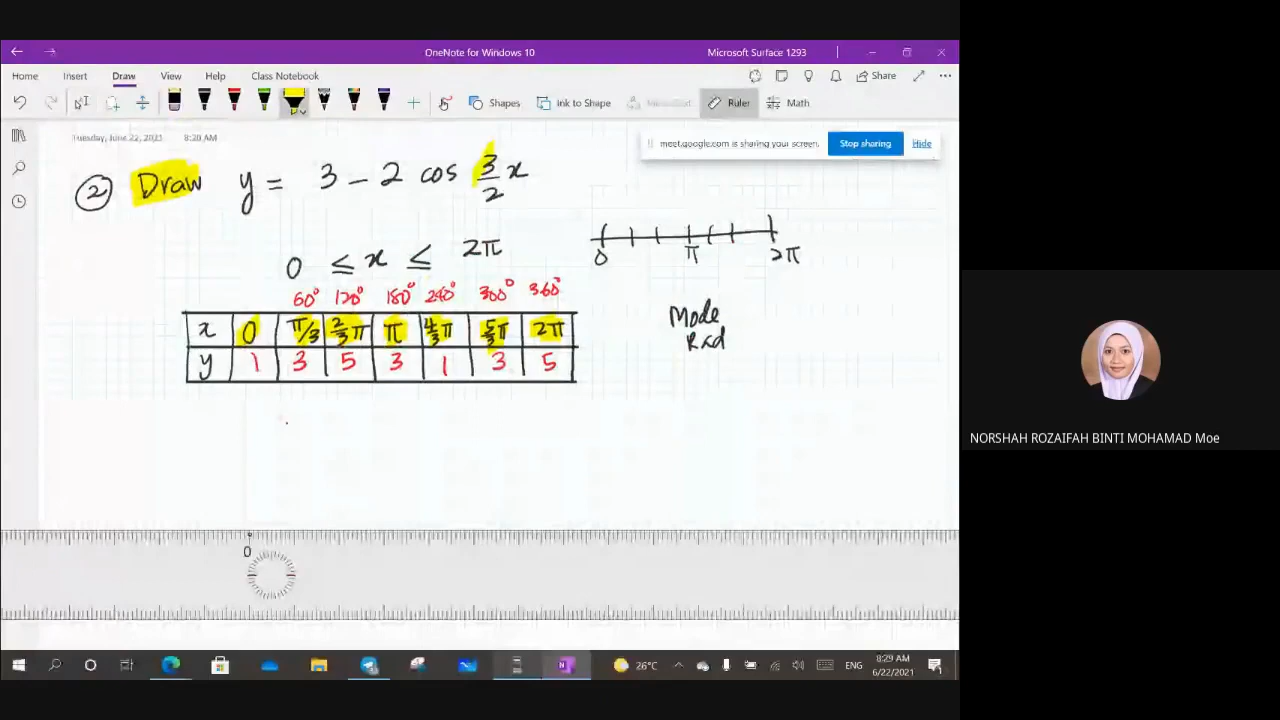 OneNote for Windows 10
Microsoft Surface 1293
Home Insert Draw View Help Class Notebook
Share
Shapes
Ink to Shape
Ruler
Math
Tuesday, June 22, 2021 8:20 AM
meet.google.com is sharing your screen.
Stop sharing
Hide
② Draw y = 3 - 2 cos 3/2 x
0 ≤ x ≤ 2π
0 π 2π
60° 120° 180° 240° 300° 360°
x 0 π/3 2/3π π 4/3π 5/3π 2π
y 1 3 5 3 1 3 5
Mode
Rad
0
NORSHAH ROZAIFAH BINTI MOHAMAD Moe
26°C
ENG
8:29 AM
6/22/2021